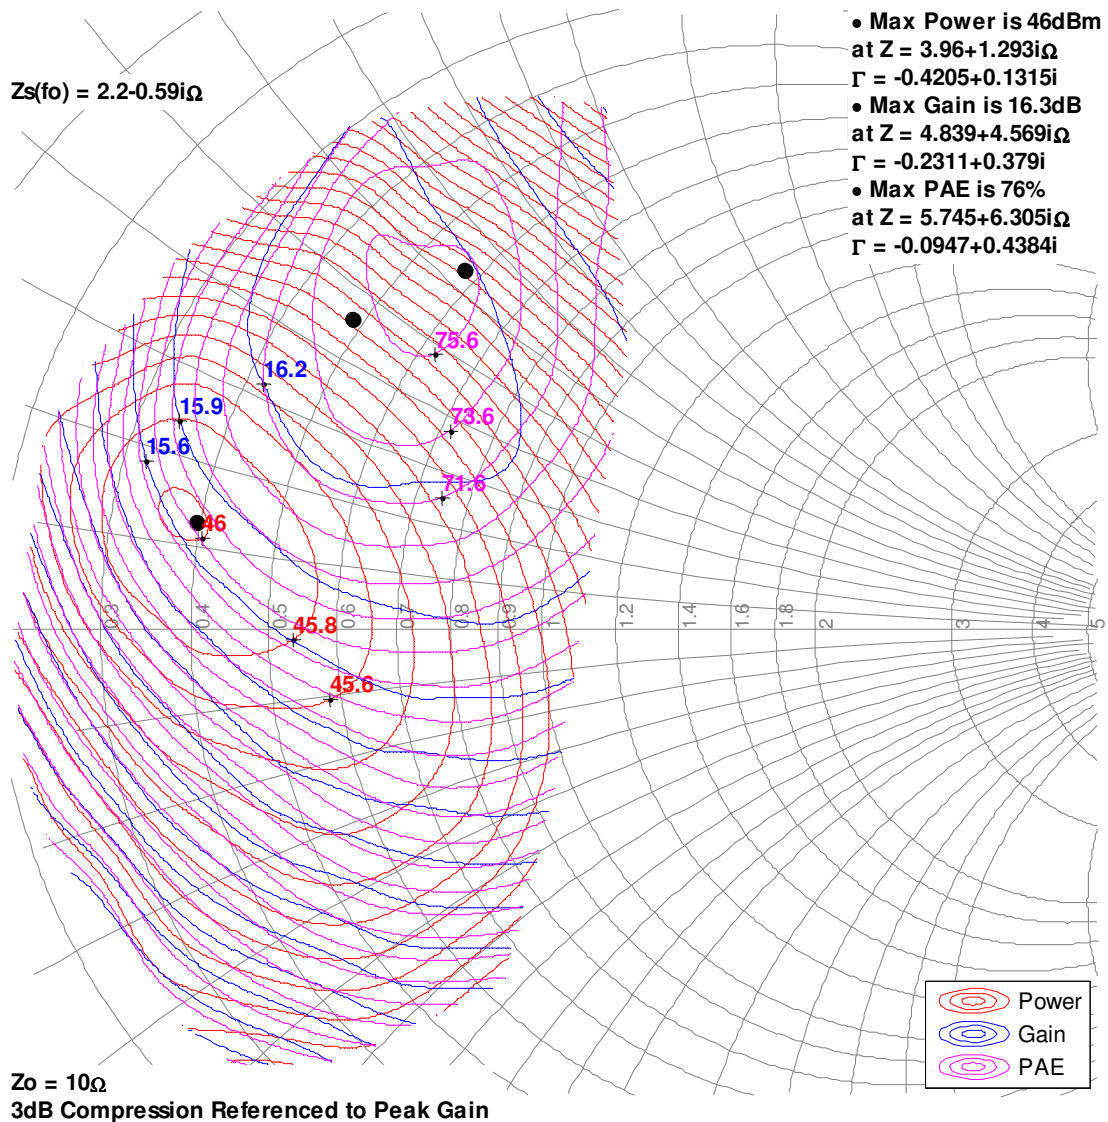 • Max Power is 46dBm
at Z = 3.96+1.293iΩ
Γ = -0.4205+0.1315i
• Max Gain is 16.3dB
at Z = 4.839+4.569iΩ
Γ = -0.2311+0.379i
• Max PAE is 76%
at Z = 5.745+6.305iΩ
Γ = -0.0947+0.4384i
Zs(fo) = 2.2-0.59iΩ
75.6
16.2
15.9
73.6
15.6
71.6
46
45.8
0.3 0.4 0.5 0.6 0.7 0.8 0.9 1 1.2 1.4 1.6 1.8 2 3 4 5
45.6
Power
Gain
PAE
Zo = 10Ω
3dB Compression Referenced to Peak Gain